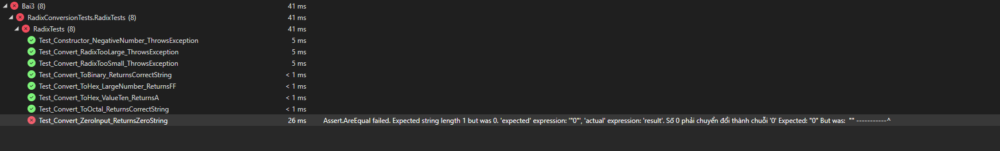 Bai3 (8) 41 ms
RadixConversionTests.RadixTests (8) 41 ms
RadixTests (8) 41 ms
Test_Constructor_NegativeNumber_ThrowsException 5 ms
Test_Convert_RadixTooLarge_ThrowsException 5 ms
Test_Convert_RadixTooSmall_ThrowsException 5 ms
Test_Convert_ToBinary_ReturnsCorrectString < 1 ms
Test_Convert_ToHex_LargeNumber_ReturnsFF < 1 ms
Test_Convert_ToHex_ValueTen_ReturnsA < 1 ms
Test_Convert_ToOctal_ReturnsCorrectString < 1 ms
Test_Convert_ZeroInput_ReturnsZeroString 26 ms Assert.AreEqual failed. Expected string length 1 but was 0. 'expected' expression: '"0"', 'actual' expression: 'result'. Số 0 phải chuyển đổi thành chuỗi '0' Expected: "0" But was: "" -----------^